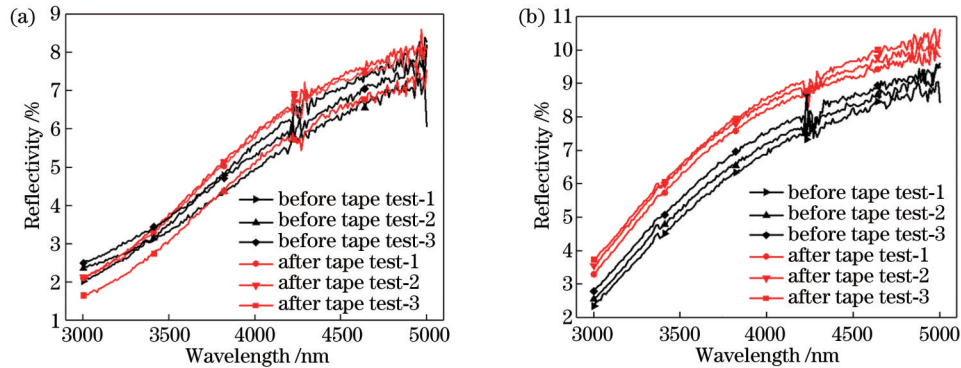 (a)
9
8
7
6
5
4
3
2
1
Reflectivity /%
3000 3500 4000 4500 5000
Wavelength /nm
before tape test-1
before tape test-2
before tape test-3
after tape test-1
after tape test-2
after tape test-3
(b)
11
10
9
8
7
6
5
4
3
2
Reflectivity /%
3000 3500 4000 4500 5000
Wavelength /nm
before tape test-1
before tape test-2
before tape test-3
after tape test-1
after tape test-2
after tape test-3